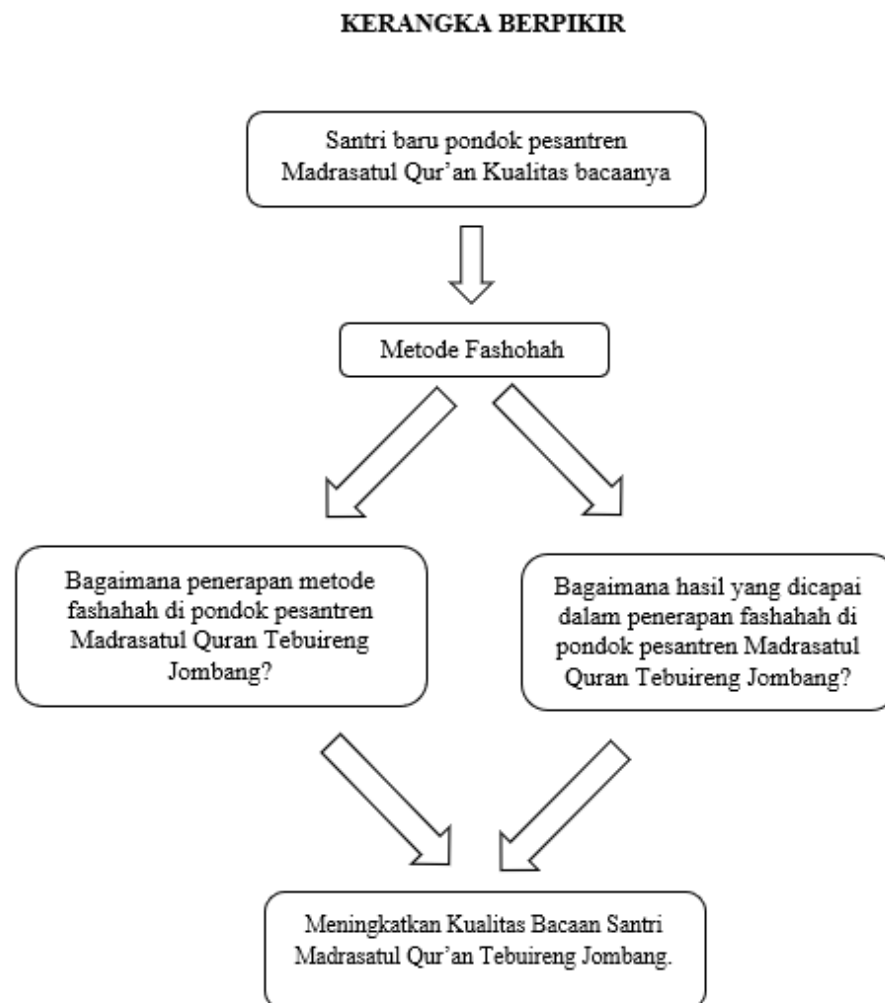 KERANGKA BERPIKIR
Santri baru pondok pesantren
Madrasatul Qur’an Kualitas bacaanya
Metode Fashohah
Bagaimana penerapan metode
fashahah di pondok pesantren
Madrasatul Quran Tebuireng
Jombang?
Bagaimana hasil yang dicapai
dalam penerapan fashahah di
pondok pesantren Madrasatul
Quran Tebuireng Jombang?
Meningkatkan Kualitas Bacaan Santri
Madrasatul Qur’an Tebuireng Jombang.